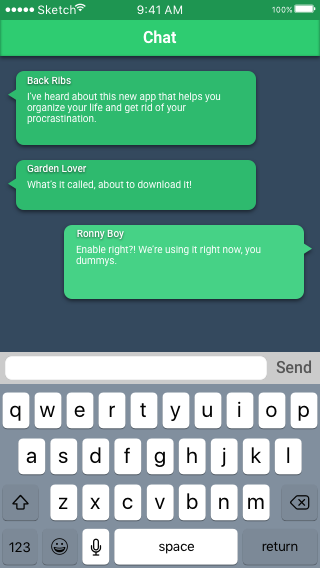 Sketch 9:41 AM 100%
Chat
Back Ribs
I've heard about this new app that helps you
organize your life and get rid of your
procrastination.
Garden Lover
What's it called, about to download it!
Ronny Boy
Enable right?! We're using it right now, you
dummys.
Send
q w e r t y u i o p
a s d f g h j k l
z x c v b n m
123 space return